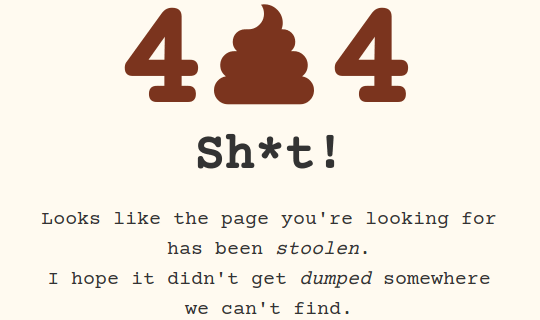 4 4
Sh*t!
Looks like the page you're looking for
has been stoolen.
I hope it didn't get dumped somewhere
we can't find.